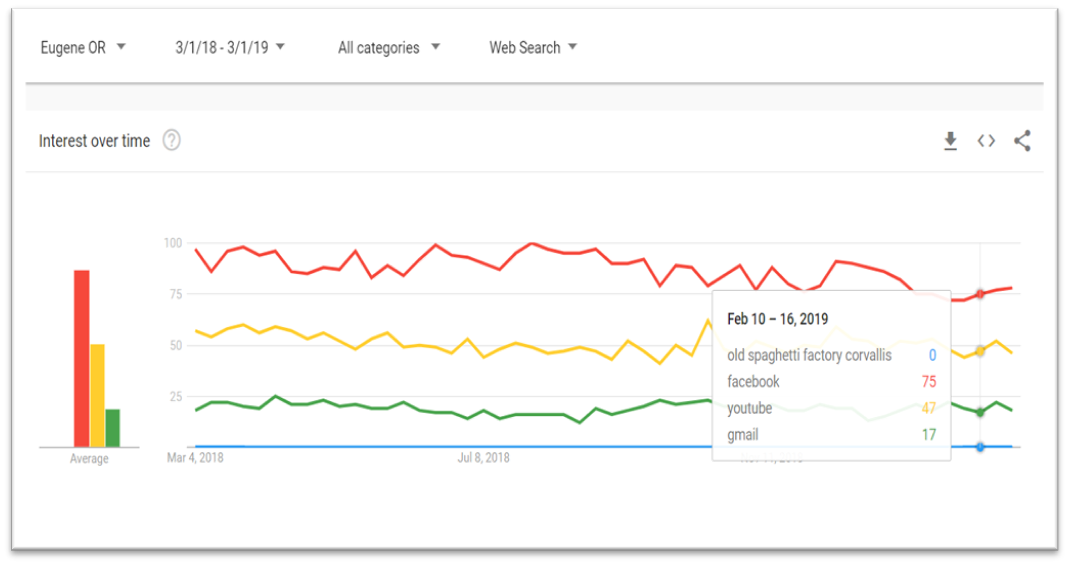 Eugene OR 3/1/18 - 3/1/19 All categories Web Search
Interest over time
100
75
50
25
Average
Mar 4, 2018 Jul 8, 2018
Feb 10 – 16, 2019
old spaghetti factory corvallis 0
facebook 75
youtube 47
gmail 17